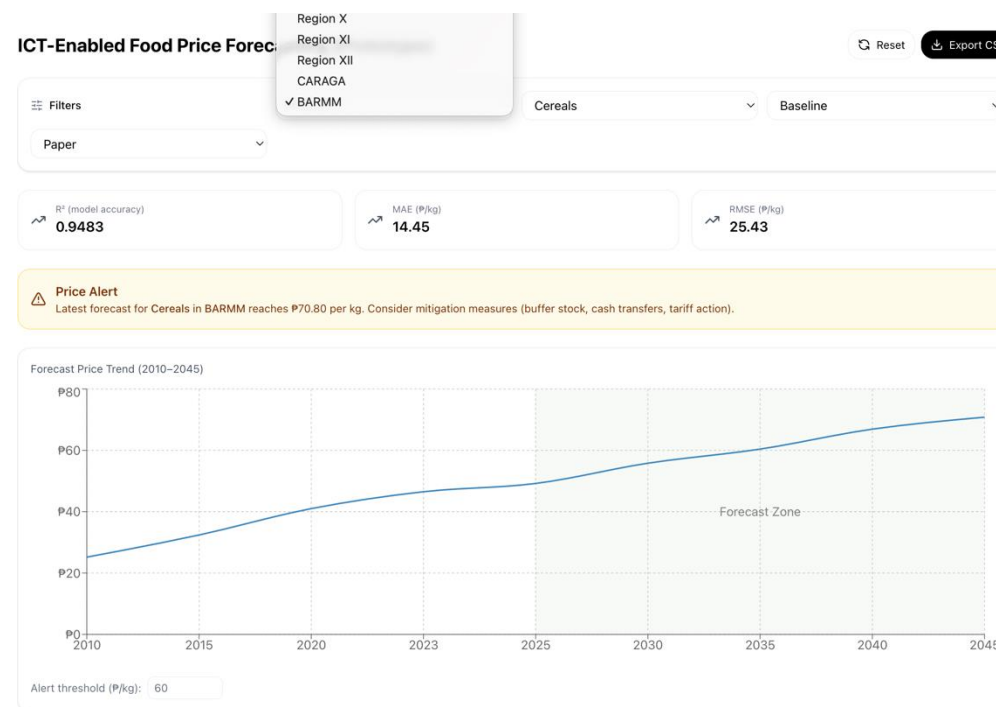 Region X
ICT-Enabled Food Price Forec
Region XI
Region XII
CARAGA
✓ BARMM
Reset
Export CS
Filters
Cereals
Baseline
Paper
R² (model accuracy)
0.9483
MAE (₱/kg)
14.45
RMSE (₱/kg)
25.43
Price Alert
Latest forecast for Cereals in BARMM reaches ₱70.80 per kg. Consider mitigation measures (buffer stock, cash transfers, tariff action).
Forecast Price Trend (2010–2045)
₱80
₱60
₱40
₱20
₱0
Forecast Zone
2010 2015 2020 2023 2025 2030 2035 2040 2045
Alert threshold (₱/kg): 60